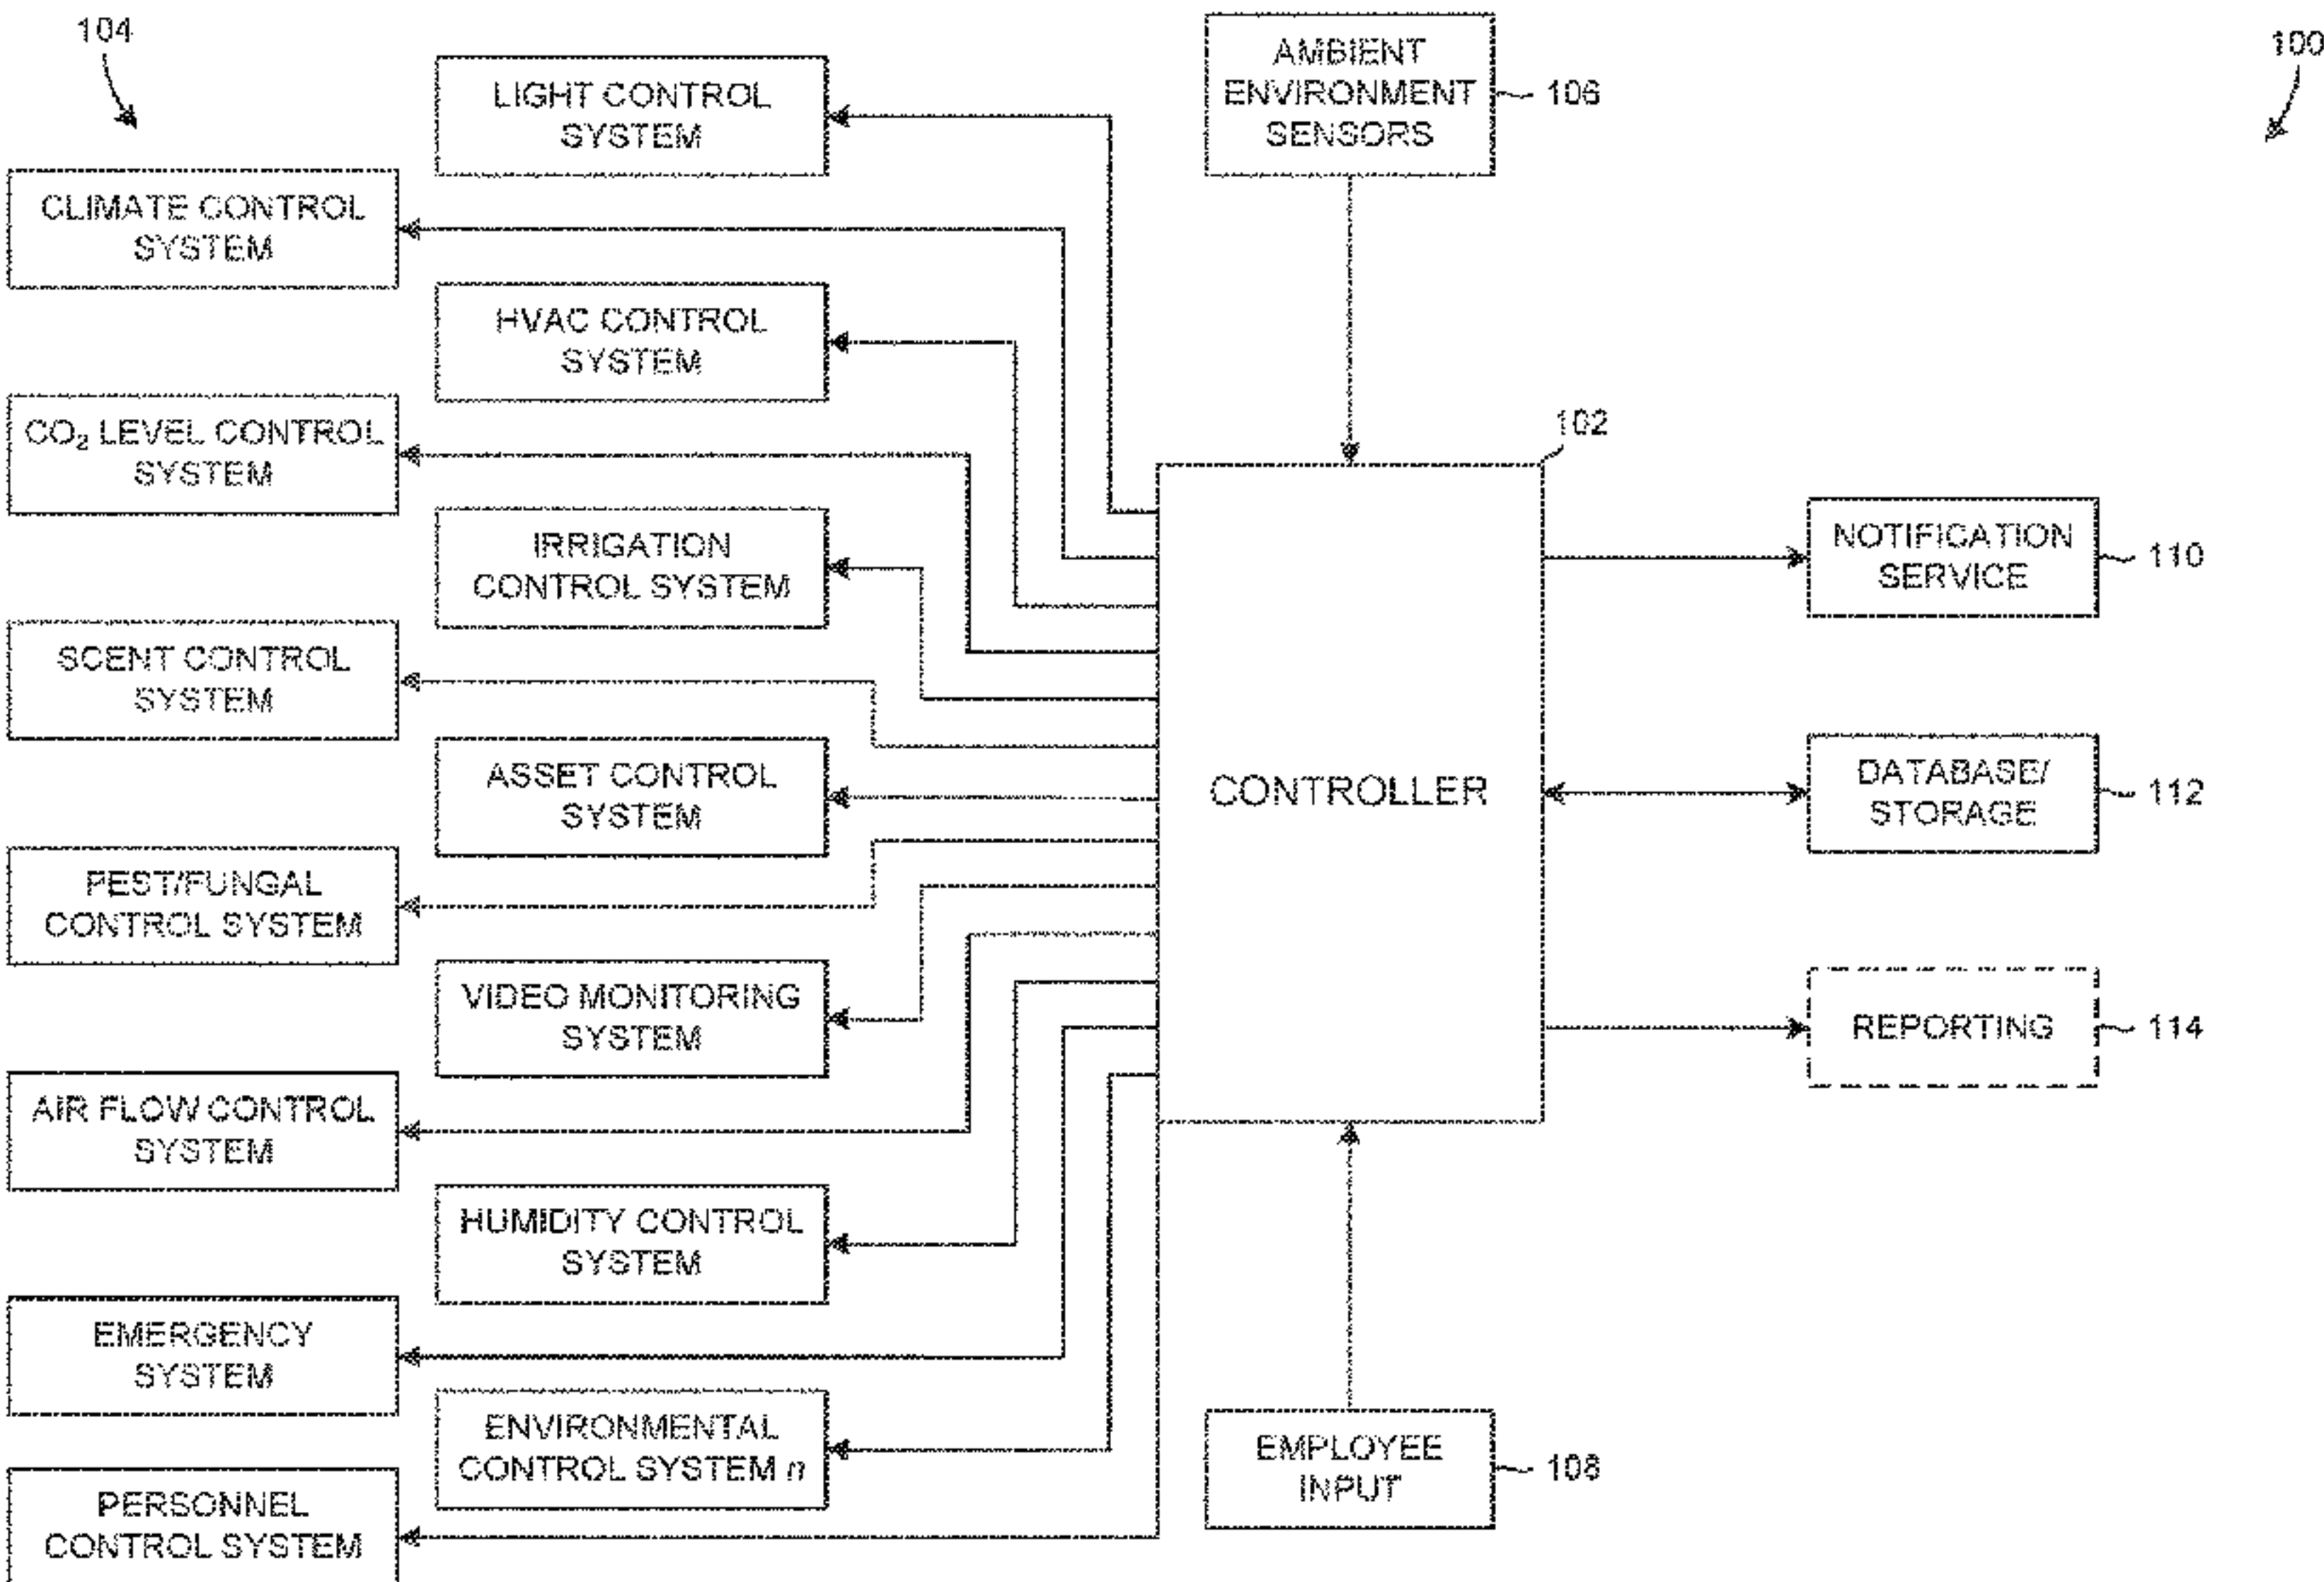 104
LIGHT CONTROL
SYSTEM
AMBIENT
ENVIRONMENT
SENSORS
106
100
CLIMATE CONTROL
SYSTEM
HVAC CONTROL
SYSTEM
CO₂ LEVEL CONTROL
SYSTEM
102
IRRIGATION
CONTROL SYSTEM
NOTIFICATION
SERVICE
110
SCENT CONTROL
SYSTEM
ASSET CONTROL
SYSTEM
CONTROLLER
DATABASE/
STORAGE
112
PEST/FUNGAL
CONTROL SYSTEM
VIDEO MONITORING
SYSTEM
REPORTING
114
AIR FLOW CONTROL
SYSTEM
HUMIDITY CONTROL
SYSTEM
EMERGENCY
SYSTEM
ENVIRONMENTAL
CONTROL SYSTEM n
EMPLOYEE
INPUT
108
PERSONNEL
CONTROL SYSTEM